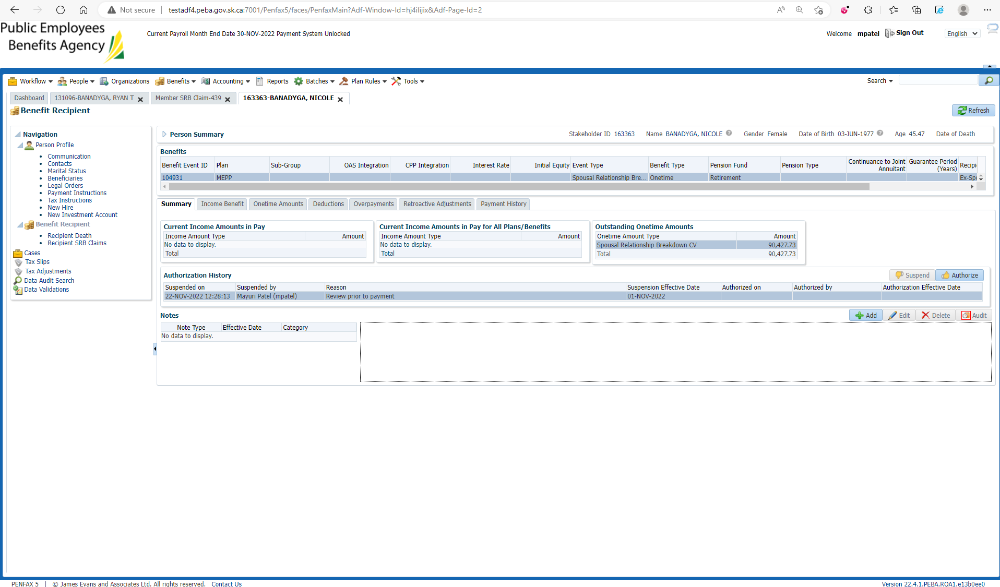 Not secure testadf4.peba.gov.sk.ca:7001/Penfax5/faces/PenfaxMain?Adf-Window-Id=hj4ilijix&Adf-Page-Id=2
Public Employees
Benefits Agency
Current Payroll Month End Date 30-NOV-2022 Payment System Unlocked
Welcome mpatel Sign Out English
Workflow People Organizations Benefits Accounting Reports Batches Plan Rules Tools Search
Dashboard 131096-BANADYGA, RYAN T Member SRB Claim-439 163363-BANADYGA, NICOLE
Benefit Recipient Refresh
Navigation
Person Profile
Communication
Contacts
Marital Status
Beneficiaries
Legal Orders
Payment Instructions
Tax Instructions
New Hire
New Investment Account
Benefit Recipient
Recipient Death
Recipient SRB Claims
Cases
Tax Slips
Tax Adjustments
Data Audit Search
Data Validations
Person Summary Stakeholder ID 163363 Name BANADYGA, NICOLE Gender Female Date of Birth 03-JUN-1977 Age 45.47 Date of Death
Benefits
Benefit Event ID Plan Sub-Group OAS Integration CPP Integration Interest Rate Initial Equity Event Type Benefit Type Pension Fund Pension Type Continuance to Joint Annuitant Guarantee Period (Years) Recipi
104931 MEPP Spousal Relationship Bre... Onetime Retirement Ex-Spo
Summary Income Benefit Onetime Amounts Deductions Overpayments Retroactive Adjustments Payment History
Current Income Amounts in Pay
Income Amount Type Amount
No data to display.
Total
Current Income Amounts in Pay for All Plans/Benefits
Income Amount Type Amount
No data to display.
Total
Outstanding Onetime Amounts
Onetime Amount Type Amount
Spousal Relationship Breakdown CV 90,427.73
Total 90,427.73
Authorization History Suspend Authorize
Suspended on Suspended by Reason Suspension Effective Date Authorized on Authorized by Authorization Effective Date
22-NOV-2022 12:28:13 Mayuri Patel (mpatel) Review prior to payment 01-NOV-2022
Notes Add Edit Delete Audit
Note Type Effective Date Category
No data to display.
PENFAX 5 | © James Evans and Associates Ltd. All rights reserved. Contact Us Version 22.4.1.PEBA.RQA1.e13b0ee0